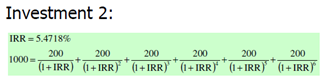 Investment 2:
IRR = 5.4718%
1000 = 200/(1+IRR) + 200/(1+IRR)² + 200/(1+IRR)³ + 200/(1+IRR)⁴ + 200/(1+IRR)⁵ + 200/(1+IRR)⁶